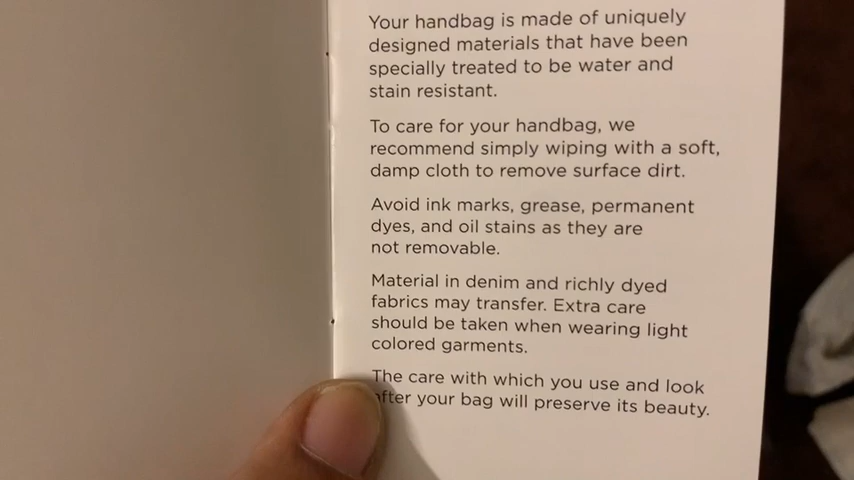 Your handbag is made of uniquely
designed materials that have been
specially treated to be water and
stain resistant.
To care for your handbag, we
recommend simply wiping with a soft,
damp cloth to remove surface dirt.
Avoid ink marks, grease, permanent
dyes, and oil stains as they are
not removable.
Material in denim and richly dyed
fabrics may transfer. Extra care
should be taken when wearing light
colored garments.
The care with which you use and look
after your bag will preserve its beauty.